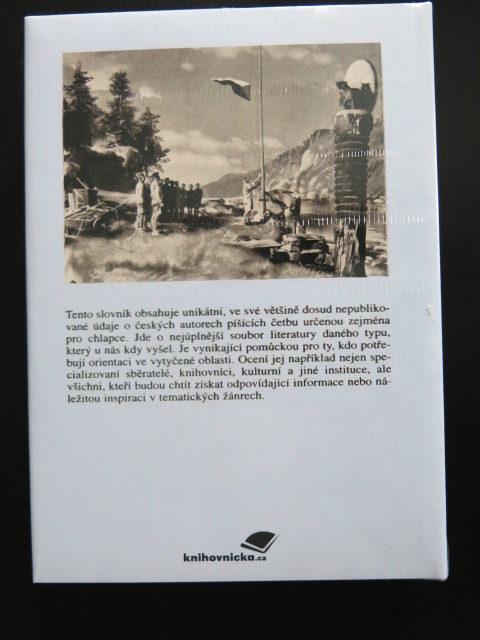 Tento slovník obsahuje unikátní, ve své většině dosud nepubliko-
vané údaje o českých autorech píšících četbu určenou zejména
pro chlapce. Jde o nejúplnější soubor literatury daného typu,
který u nás kdy vyšel. Je vynikající pomůckou pro ty, kdo potře-
bují orientaci ve vytyčené oblasti. Ocení jej například nejen spe-
cializovaní sběratelé, knihovníci, kulturní a jiné instituce, ale
všichni, kteří budou chtít získat odpovídající informace nebo ná-
ležitou inspiraci v tematických žánrech.
knihovnicka.cz